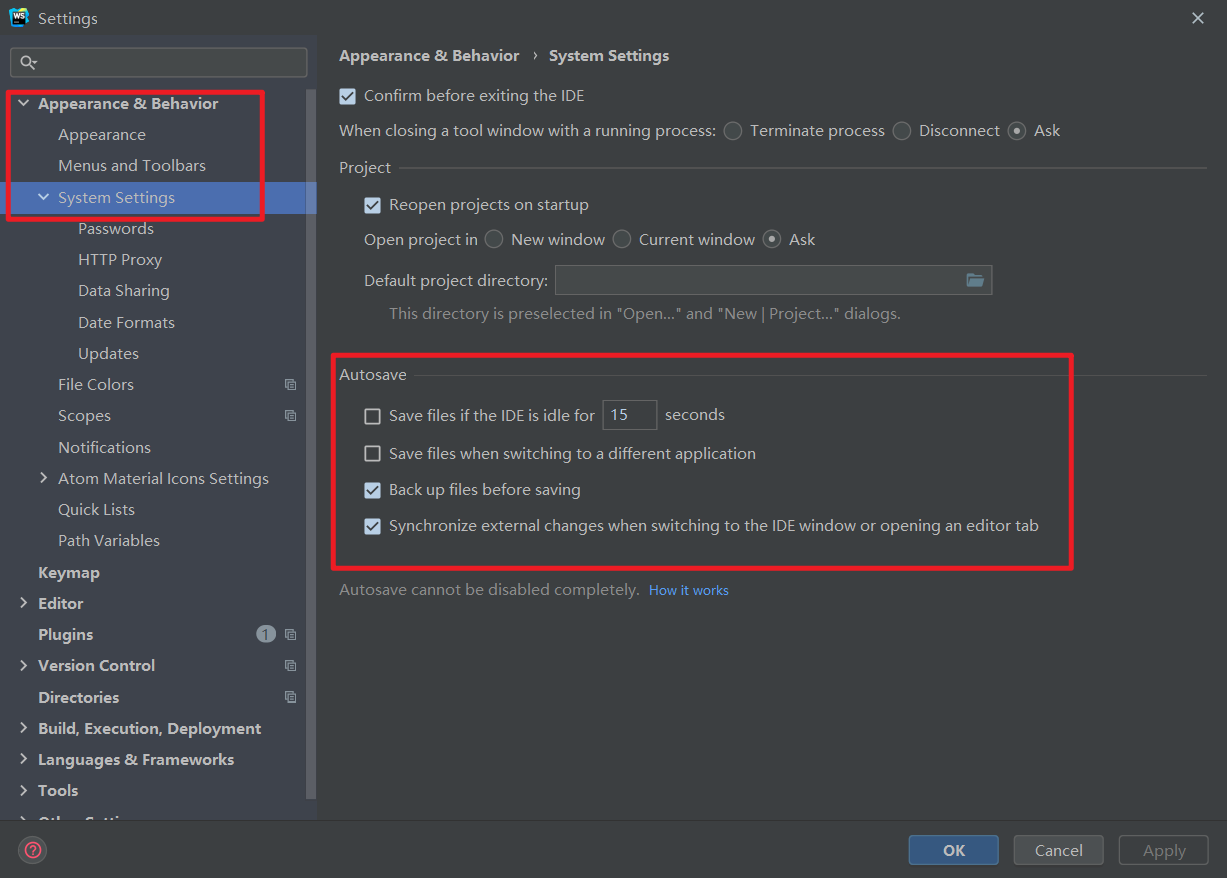 WS
Settings
Appearance & Behavior
Appearance
Menus and Toolbars
System Settings
Passwords
HTTP Proxy
Data Sharing
Date Formats
Updates
File Colors
Scopes
Notifications
Atom Material Icons Settings
Quick Lists
Path Variables
Keymap
Editor
Plugins 1
Version Control
Directories
Build, Execution, Deployment
Languages & Frameworks
Tools
Appearance & Behavior › System Settings
Confirm before exiting the IDE
When closing a tool window with a running process: Terminate process Disconnect Ask
Project
Reopen projects on startup
Open project in New window Current window Ask
Default project directory:
This directory is preselected in "Open..." and "New | Project..." dialogs.
Autosave
Save files if the IDE is idle for 15 seconds
Save files when switching to a different application
Back up files before saving
Synchronize external changes when switching to the IDE window or opening an editor tab
Autosave cannot be disabled completely. How it works
?
OK Cancel Apply